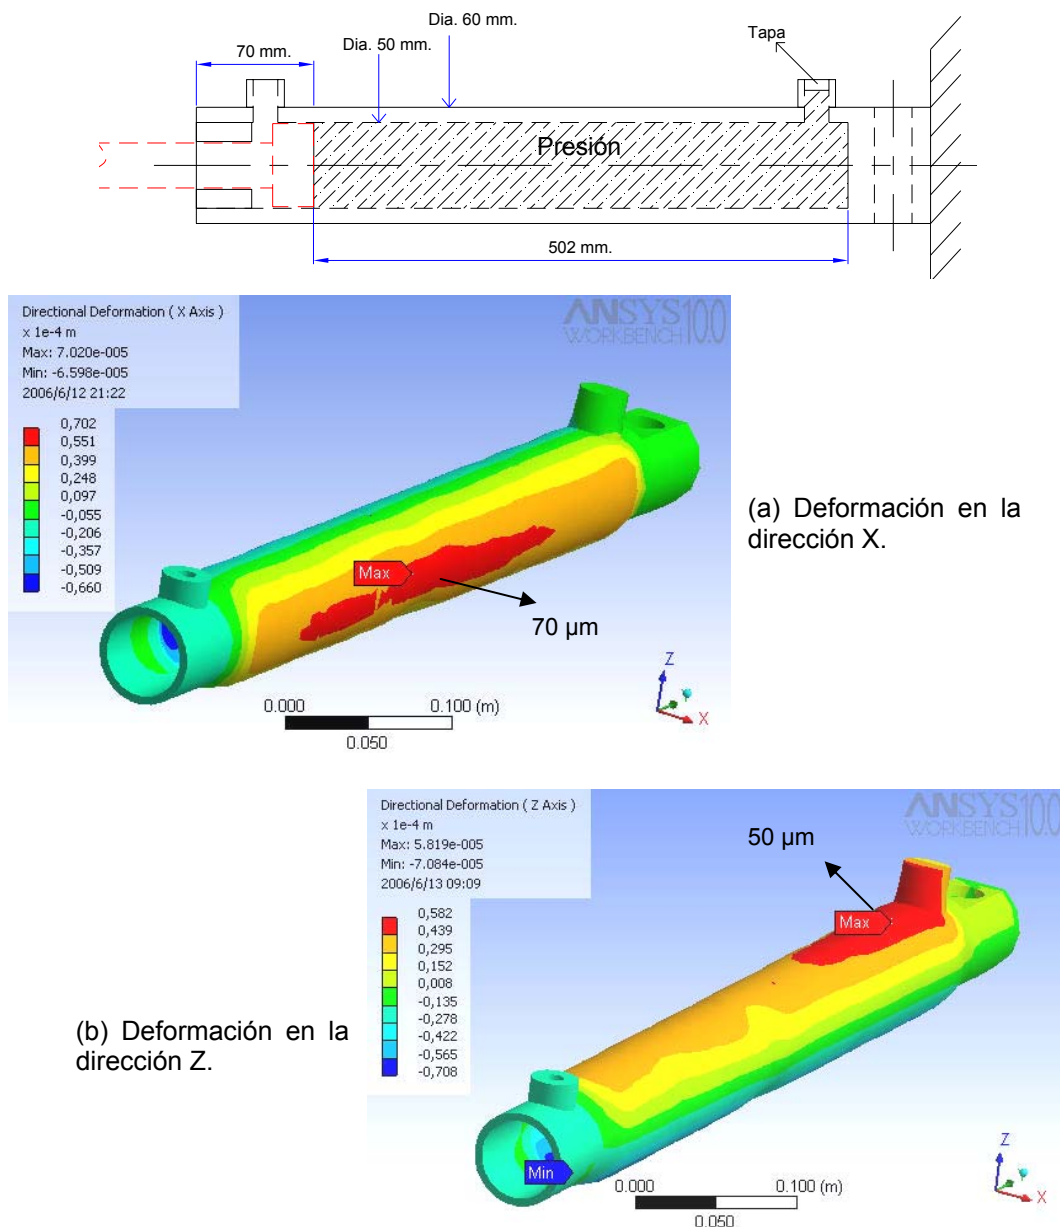 Dia. 60 mm.
Dia. 50 mm.
70 mm.
Tapa
Presión
502 mm.
Directional Deformation ( X Axis )
x 1e-4 m
Max: 7.020e-005
Min: -6.598e-005
2006/6/12 21:22
0,702
0,551
0,399
0,248
0,097
-0,055
-0,206
-0,357
-0,509
-0,660
ANSYS 10.0
WORKBENCH
Max
70 µm
Z
X
0.000 0.100 (m)
0.050
(a) Deformación en la
dirección X.
Directional Deformation ( Z Axis )
x 1e-4 m
Max: 5.819e-005
Min: -7.084e-005
2006/6/13 09:09
0,582
0,439
0,295
0,152
0,008
-0,135
-0,278
-0,422
-0,565
-0,708
ANSYS 10.0
WORKBENCH
50 µm
Max
Min
Z
X
0.000 0.100 (m)
0.050
(b) Deformación en la
dirección Z.